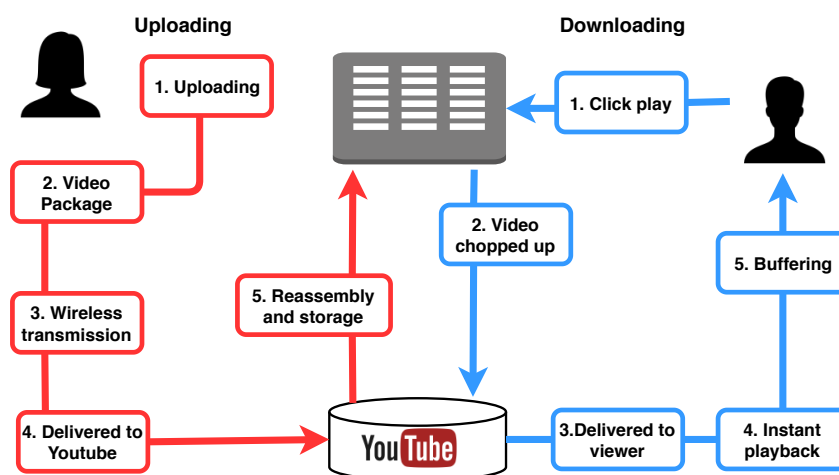 Uploading
Downloading
1. Uploading
1. Click play
2. Video
Package
2. Video
chopped up
3. Wireless
transmission
5. Reassembly
and storage
5. Buffering
4. Delivered to
Youtube
YouTube
3.Delivered to
viewer
4. Instant
playback